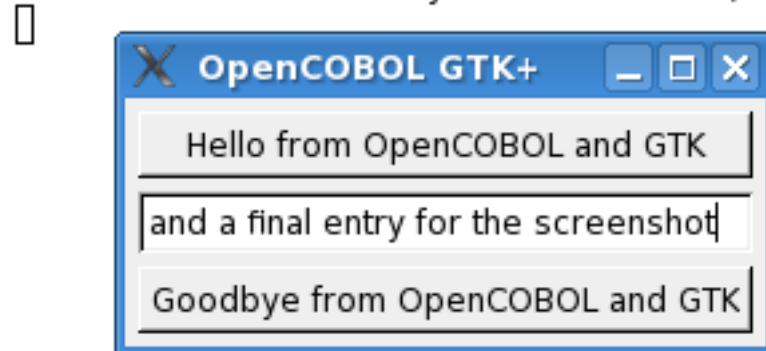 OpenCOBOL GTK+
Hello from OpenCOBOL and GTK
and a final entry for the screenshot
Goodbye from OpenCOBOL and GTK